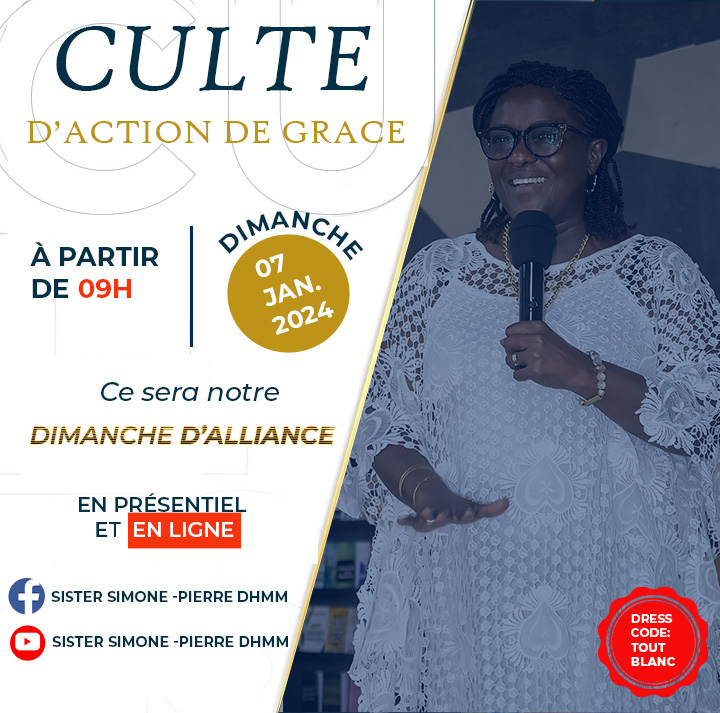 CULTE
D'ACTION DE GRACE
À PARTIR
DE 09H
DIMANCHE
07
JAN.
2024
Ce sera notre
DIMANCHE D'ALLIANCE
EN PRÉSENTIEL
ET EN LIGNE
SISTER SIMONE -PIERRE DHMM
SISTER SIMONE -PIERRE DHMM
DRESS
CODE:
TOUT
BLANC